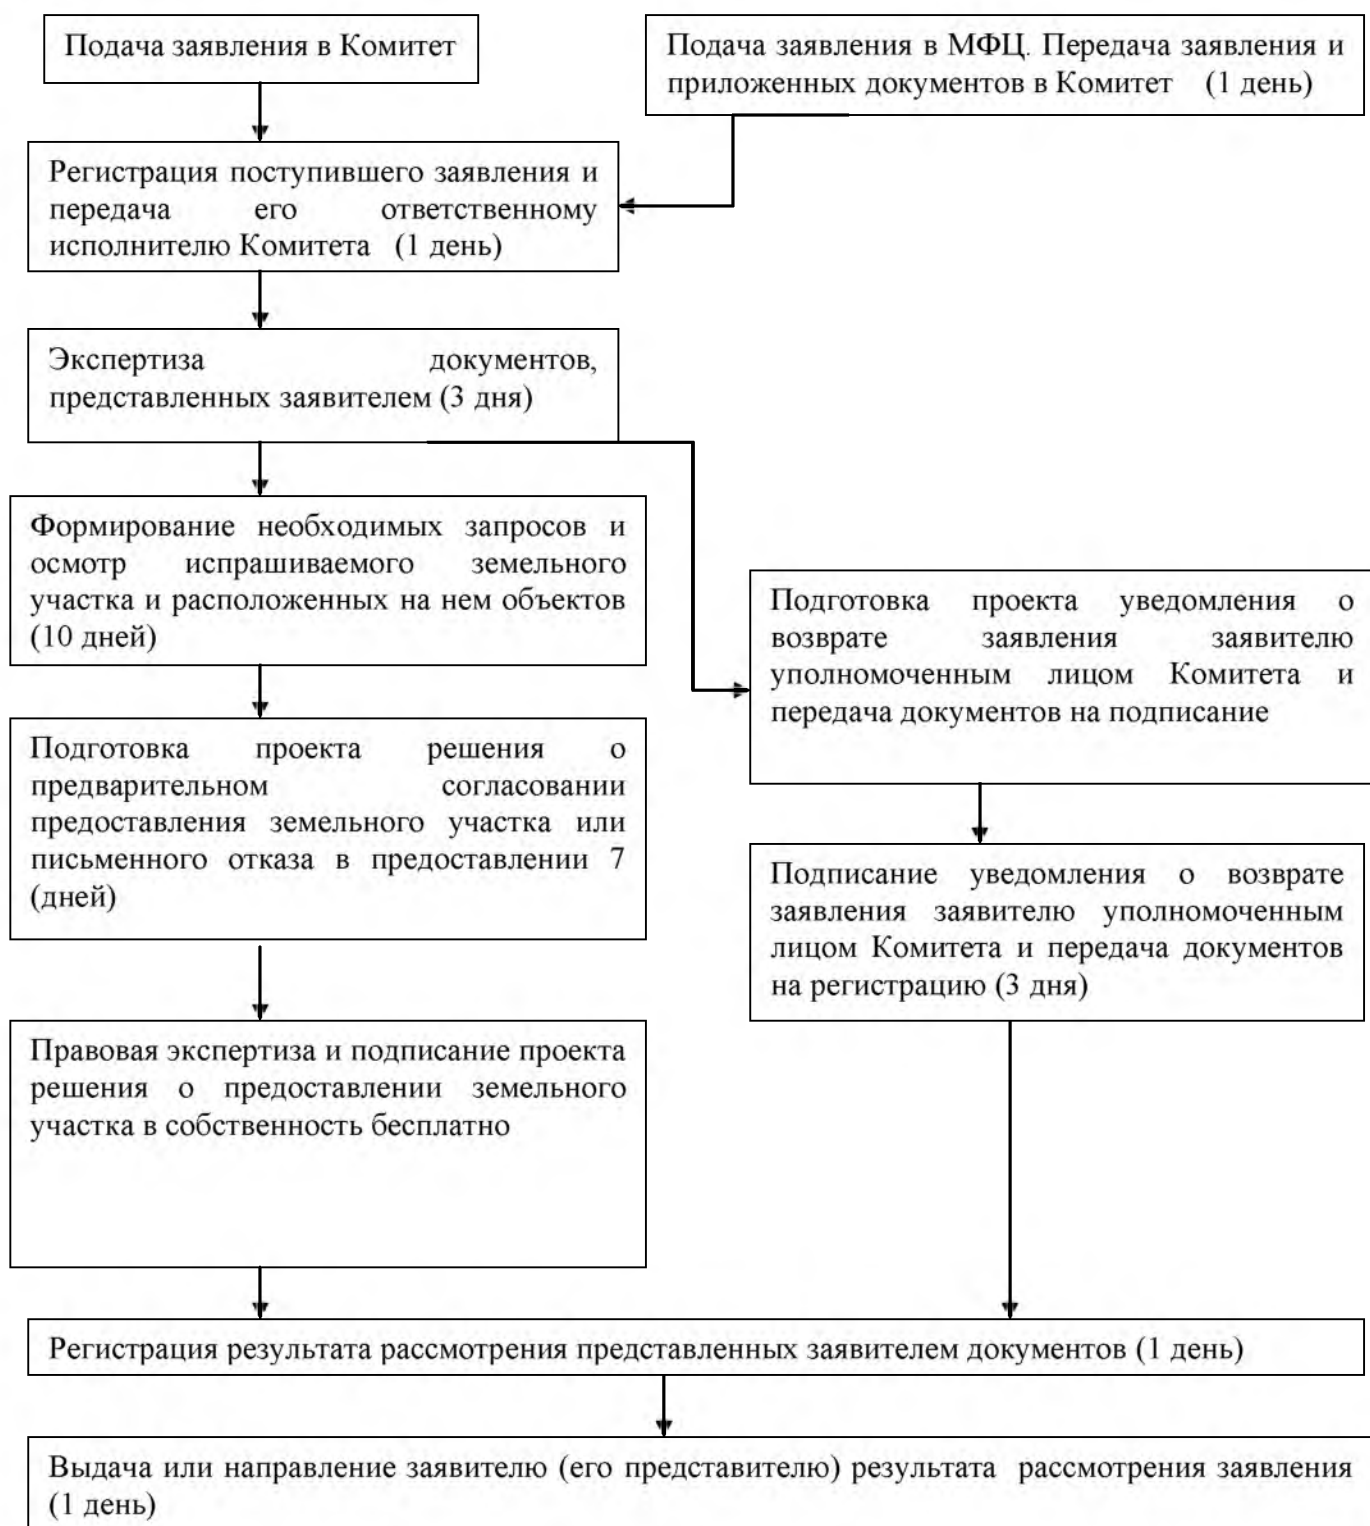 Подача заявления в Комитет
Подача заявления в МФЦ. Передача заявления и
приложенных документов в Комитет (1 день)
Регистрация поступившего заявления и
передача его ответственному
исполнителю Комитета (1 день)
Экспертиза документов,
представленных заявителем (3 дня)
Формирование необходимых запросов и
осмотр испрашиваемого земельного
участка и расположенных на нем объектов
(10 дней)
Подготовка проекта уведомления о
возврате заявления заявителю
уполномоченным лицом Комитета и
передача документов на подписание
Подготовка проекта решения о
предварительном согласовании
предоставления земельного участка или
письменного отказа в предоставлении 7
(дней)
Подписание уведомления о возврате
заявления заявителю уполномоченным
лицом Комитета и передача документов
на регистрацию (3 дня)
Правовая экспертиза и подписание проекта
решения о предоставлении земельного
участка в собственность бесплатно
Регистрация результата рассмотрения представленных заявителем документов (1 день)
Выдача или направление заявителю (его представителю) результата рассмотрения заявления
(1 день)